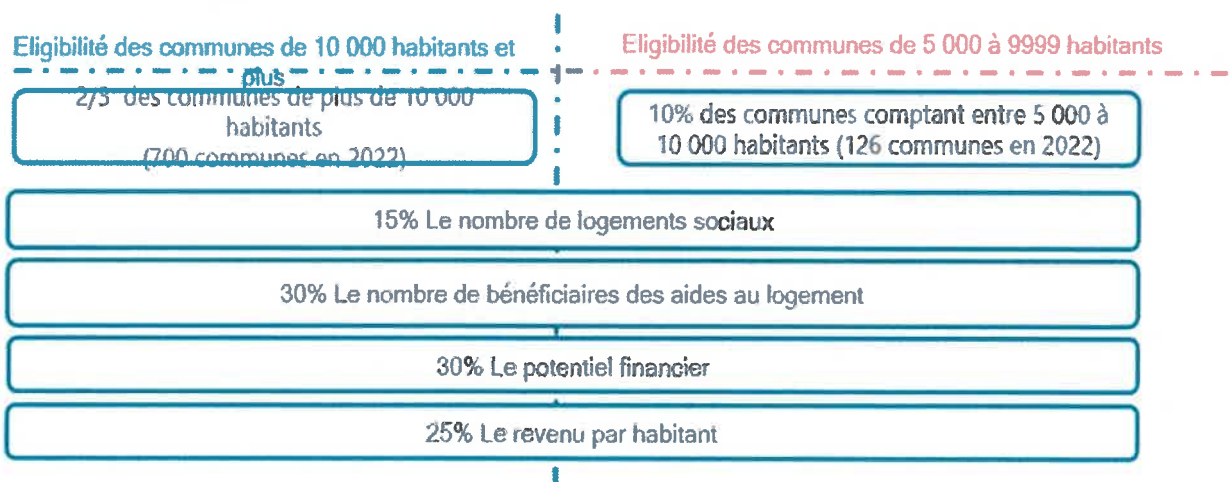 Eligibilité des communes de 10 000 habitants et
plus
2/3 des communes de plus de 10 000
habitants
(700 communes en 2022)
Eligibilité des communes de 5 000 à 9999 habitants
10% des communes comptant entre 5 000 à
10 000 habitants (126 communes en 2022)
15% Le nombre de logements sociaux
30% Le nombre de bénéficiaires des aides au logement
30% Le potentiel financier
25% Le revenu par habitant